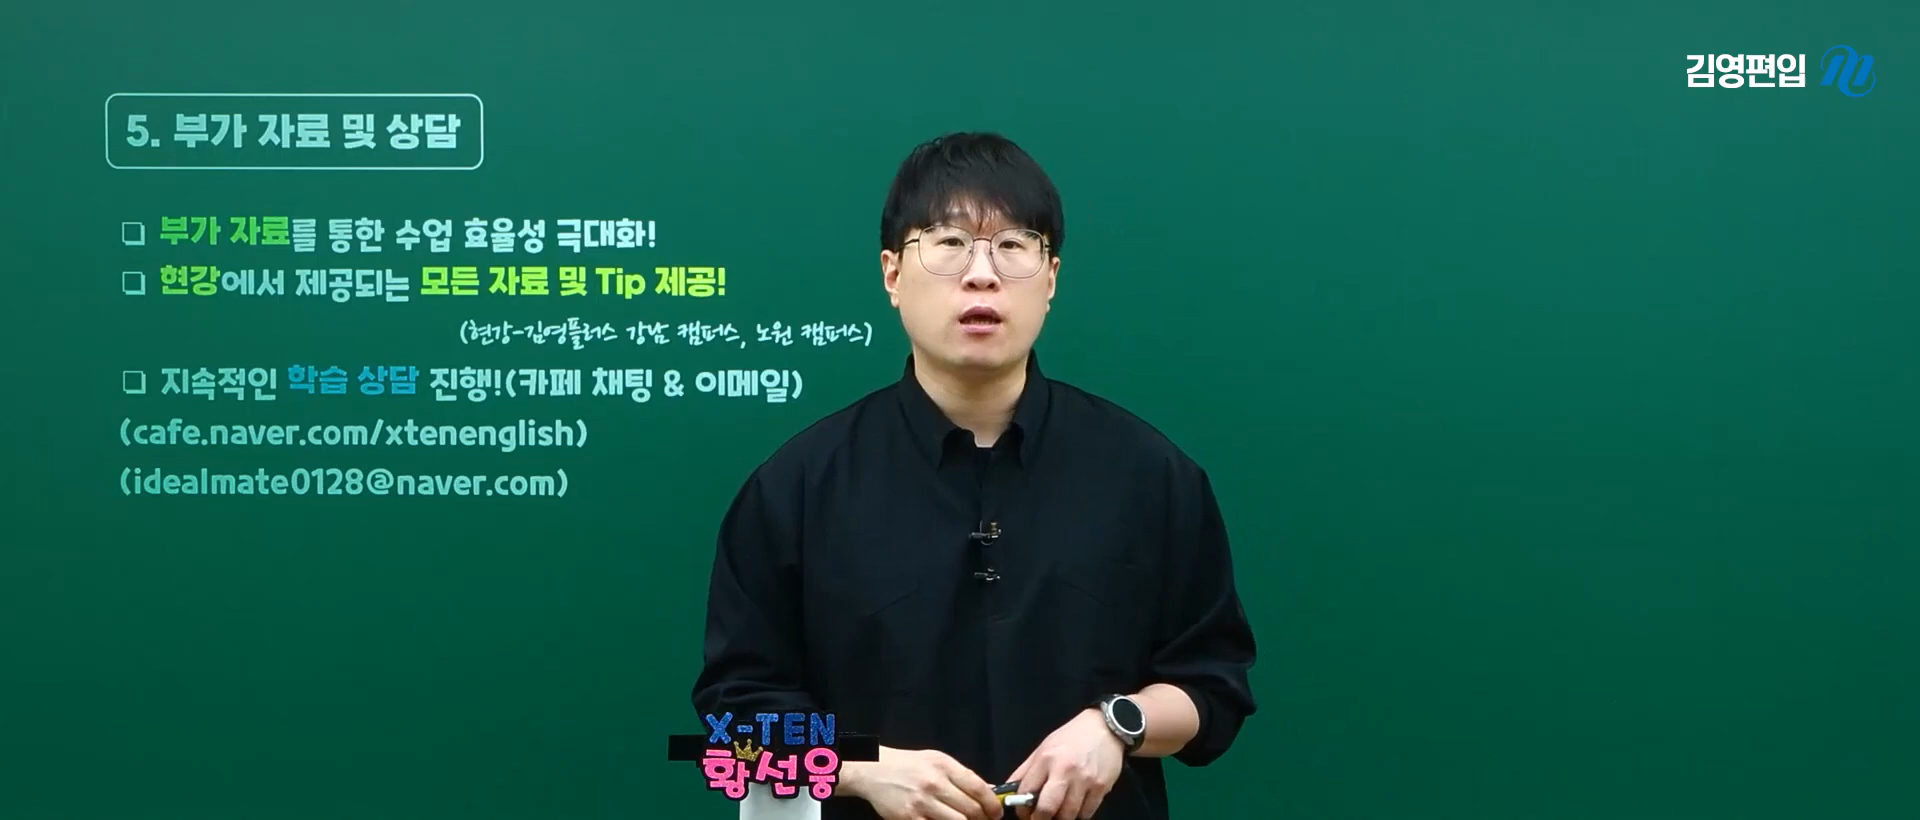 김영편입
5. 부가 자료 및 상담
❏ 부가 자료를 통한 수업 효율성 극대화!
❏ 현강에서 제공되는 모든 자료 및 Tip 제공!
(현강-김영플러스 강남 캠퍼스, 노원 캠퍼스)
❏ 지속적인 학습 상담 진행!(카페 채팅 & 이메일)
(cafe.naver.com/xtenenglish)
(idealmate0128@naver.com)
X-TEN
황선웅